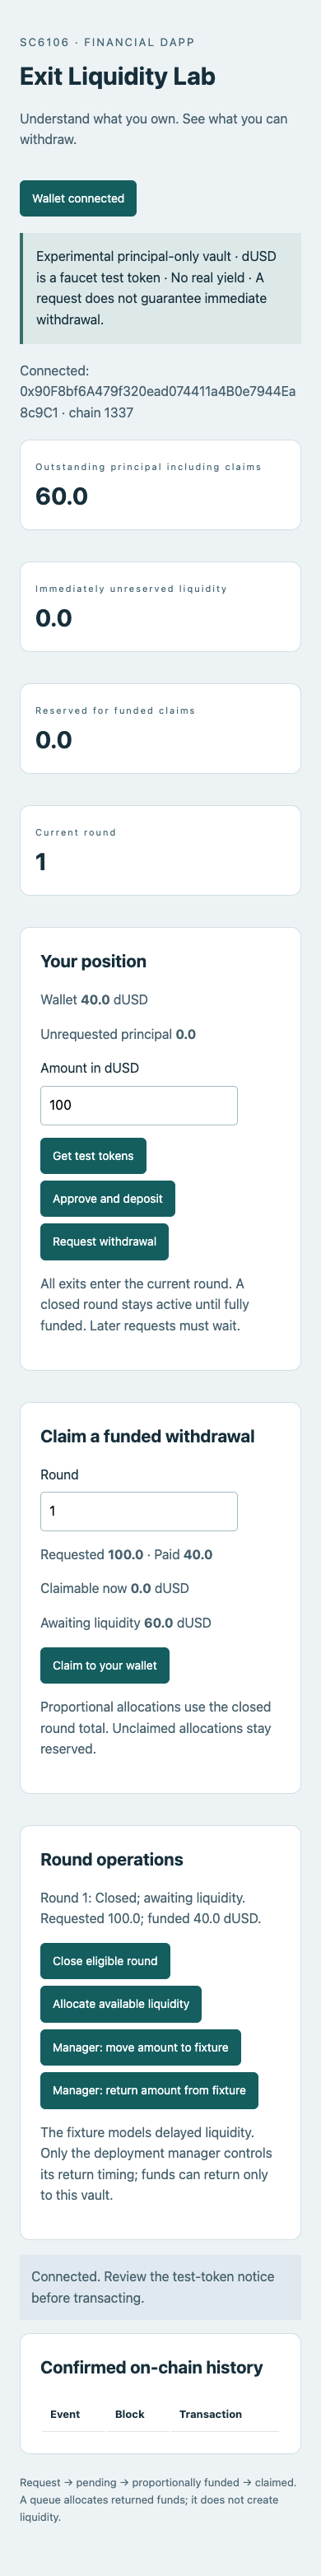 SC6106 · FINANCIAL DAPP
Exit Liquidity Lab
Understand what you own. See what you can
withdraw.
Wallet connected
Experimental principal-only vault · dUSD
is a faucet test token · No real yield · A
request does not guarantee immediate
withdrawal.
Connected:
0x90F8bf6A479f320ead074411a4B0e7944Ea
8c9C1 · chain 1337
Outstanding principal including claims
60.0
Immediately unreserved liquidity
0.0
Reserved for funded claims
0.0
Current round
1
Your position
Wallet 40.0 dUSD
Unrequested principal 0.0
Amount in dUSD
100
Get test tokens
Approve and deposit
Request withdrawal
All exits enter the current round. A
closed round stays active until fully
funded. Later requests must wait.
Claim a funded withdrawal
Round
1
Requested 100.0 · Paid 40.0
Claimable now 0.0 dUSD
Awaiting liquidity 60.0 dUSD
Claim to your wallet
Proportional allocations use the closed
round total. Unclaimed allocations stay
reserved.
Round operations
Round 1: Closed; awaiting liquidity.
Requested 100.0; funded 40.0 dUSD.
Close eligible round
Allocate available liquidity
Manager: move amount to fixture
Manager: return amount from fixture
The fixture models delayed liquidity.
Only the deployment manager controls
its return timing; funds can return only
to this vault.
Connected. Review the test-token notice
before transacting.
Confirmed on-chain history
Event Block Transaction
Request → pending → proportionally funded → claimed.
A queue allocates returned funds; it does not create
liquidity.